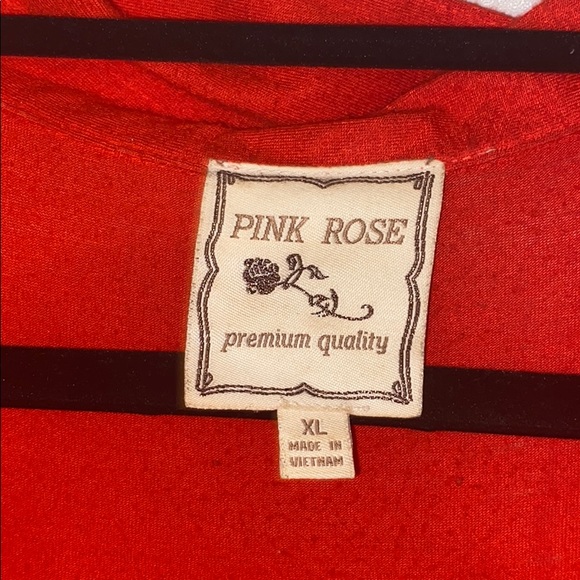 PINK ROSE
premium quality
XL
MADE IN
VIETNAM